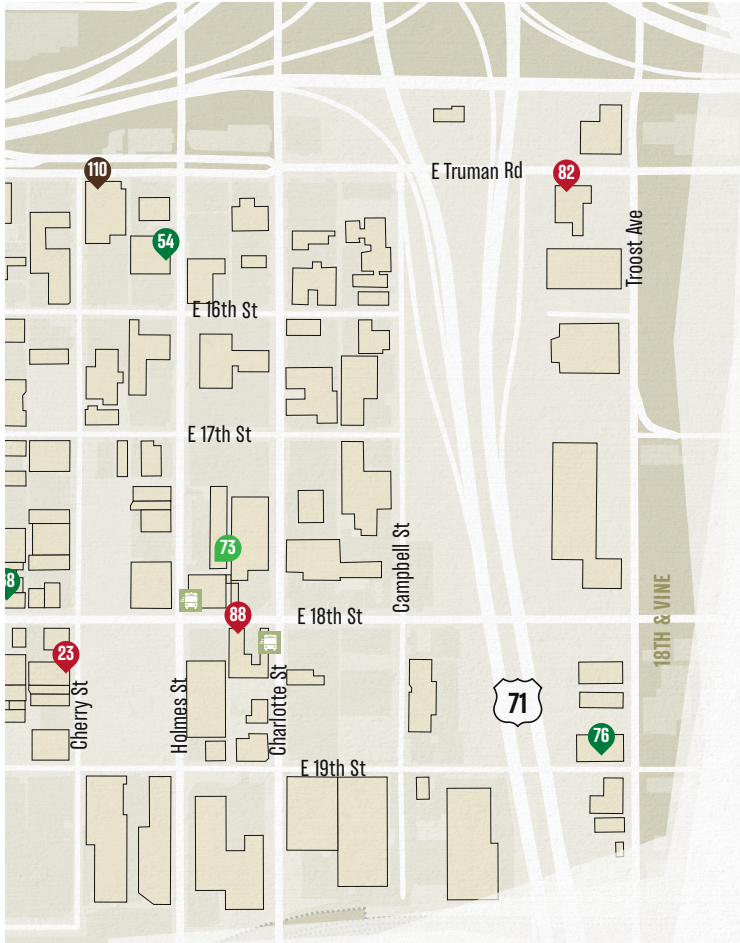 110
E Truman Rd
82
54
Troost Ave
E 16th St
E 17th St
73
Campbell St
8
88
E 18th St
18TH & VINE
23
Cherry St
Holmes St
Charlotte St
71
76
E 19th St